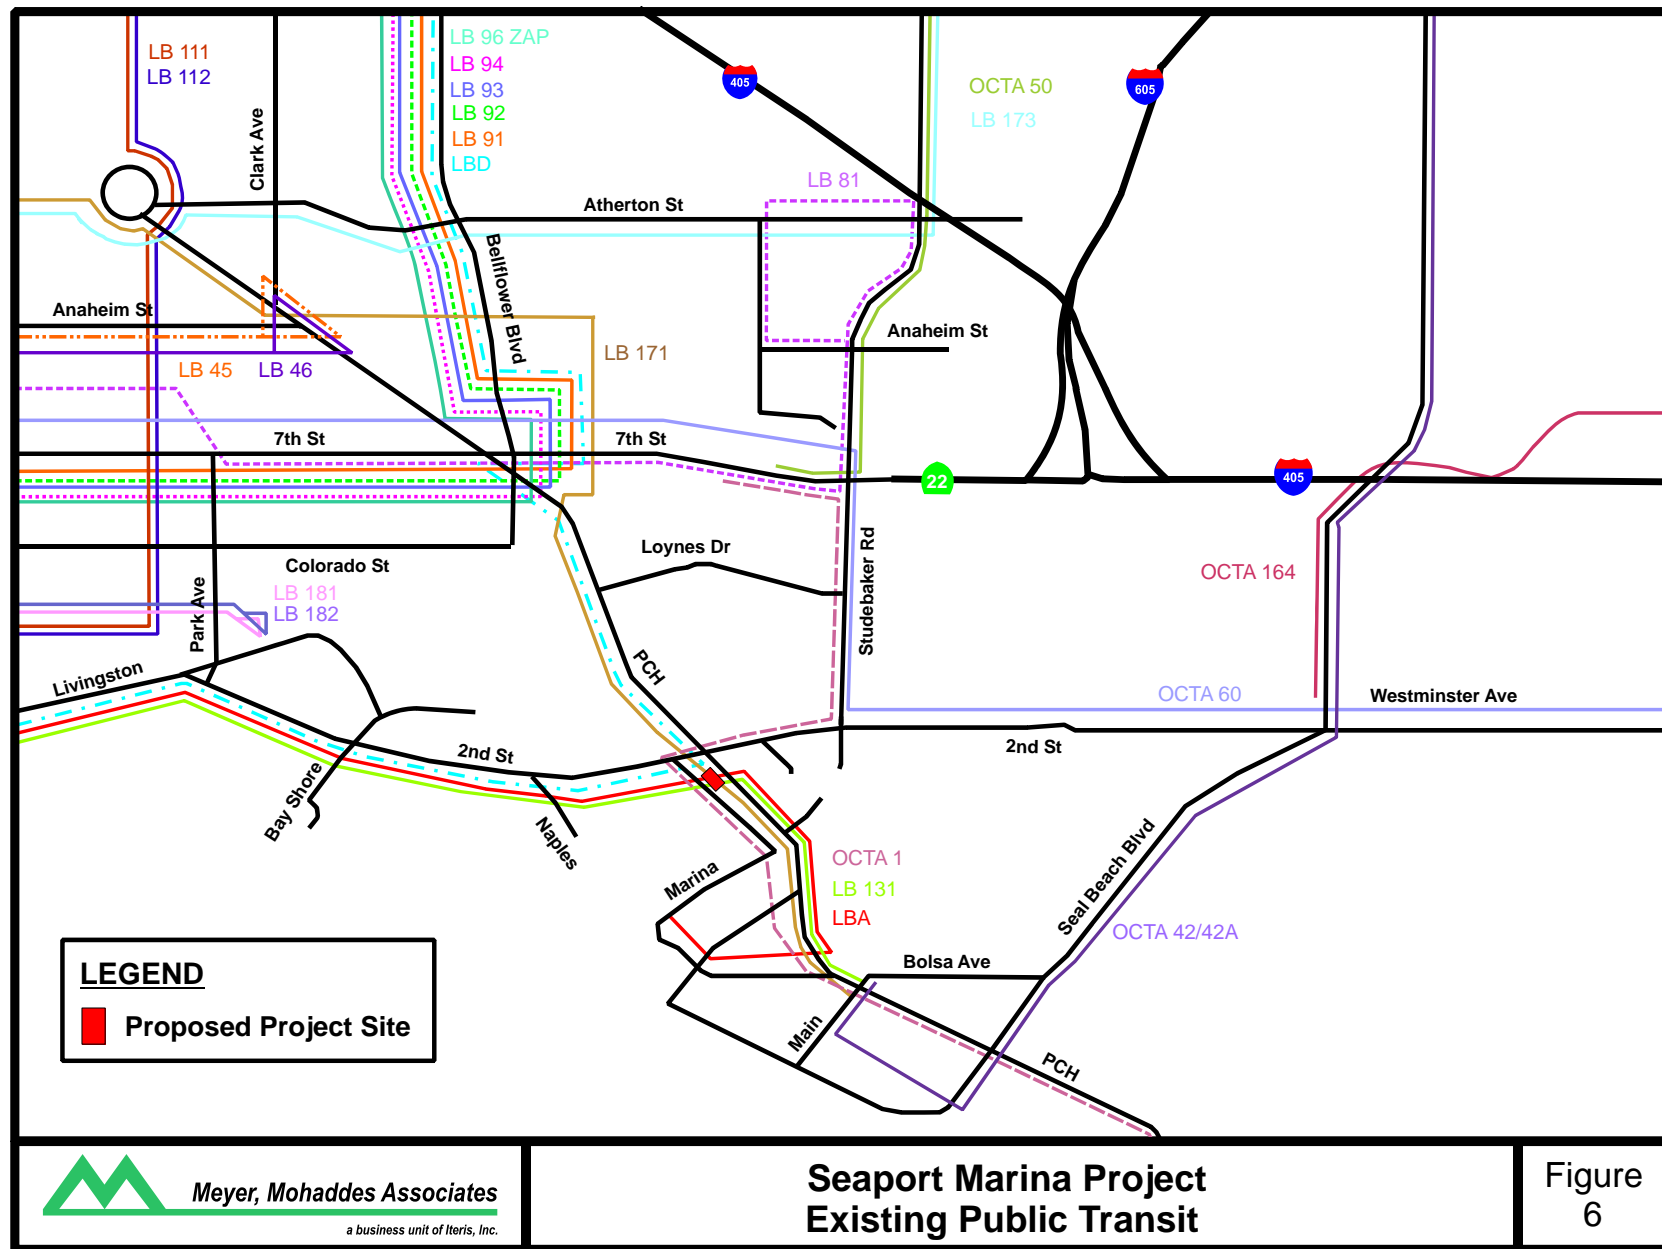 LB 111
LB 112
Clark Ave
LB 96 ZAP
LB 94
LB 93
LB 92
LB 91
LBD
405
OCTA 50
LB 173
605
LB 81
Atherton St
Bellflower Blvd
Anaheim St
Anaheim St
LB 45
LB 46
LB 171
7th St
7th St
22
405
Colorado St
Park Ave
LB 181
LB 182
Loynes Dr
Studebaker Rd
OCTA 164
PCH
Livingston
OCTA 60
Westminster Ave
2nd St
2nd St
Bay Shore
Naples
Marina
OCTA 1
LB 131
LBA
Seal Beach Blvd
OCTA 42/42A
Bolsa Ave
Main
PCH
LEGEND
Proposed Project Site
Meyer, Mohaddes Associates
a business unit of Iteris, Inc.
Seaport Marina Project
Existing Public Transit
Figure
6